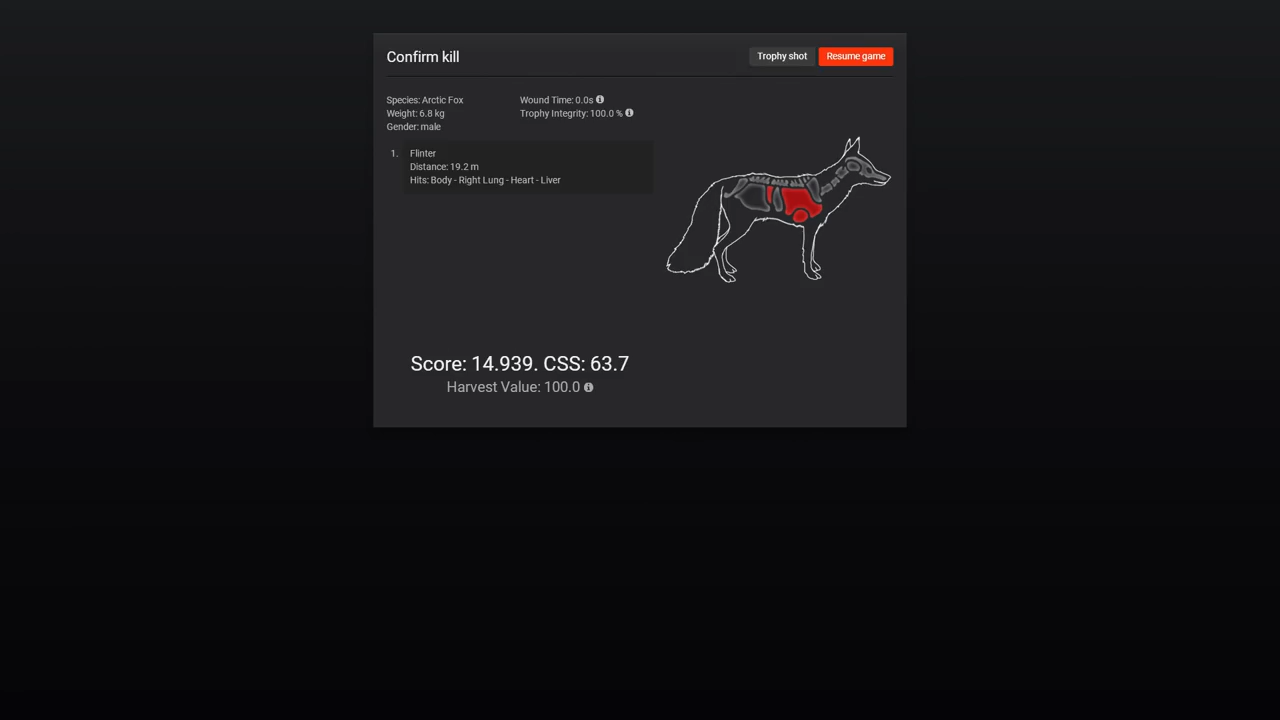 Confirm kill
Trophy shot
Resume game
Species: Arctic Fox
Weight: 6.8 kg
Gender: male
Wound Time: 0.0s
Trophy Integrity: 100.0 %
1.
Flinter
Distance: 19.2 m
Hits: Body - Right Lung - Heart - Liver
Score: 14.939. CSS: 63.7
Harvest Value: 100.0